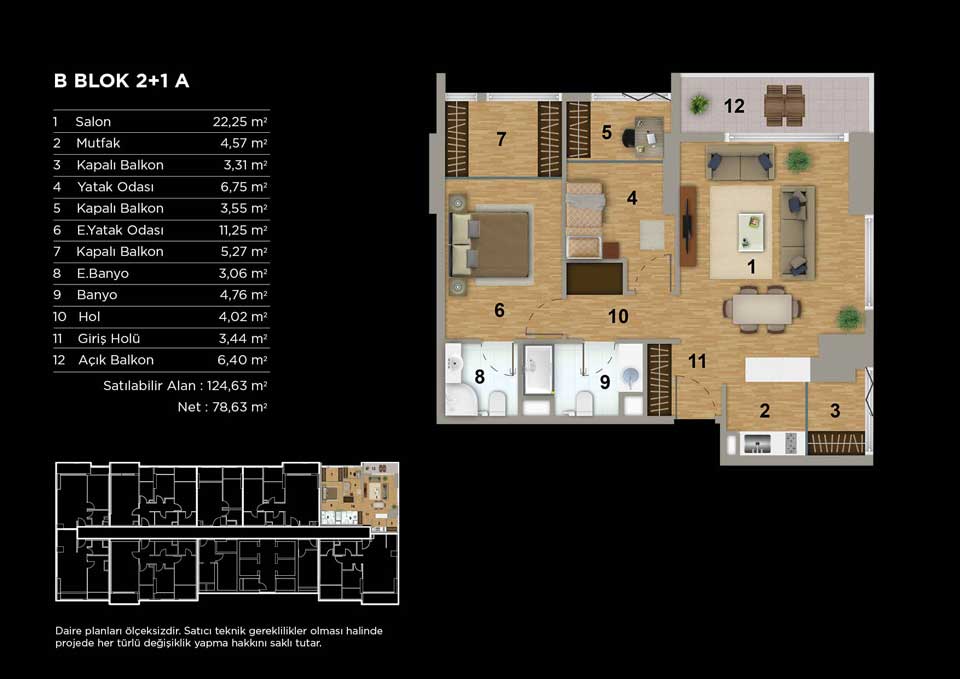 B BLOK 2+1 A
1 Salon 22,25 m²
2 Mutfak 4,57 m²
3 Kapalı Balkon 3,31 m²
4 Yatak Odası 6,75 m²
5 Kapalı Balkon 3,55 m²
6 E.Yatak Odası 11,25 m²
7 Kapalı Balkon 5,27 m²
8 E.Banyo 3,06 m²
9 Banyo 4,76 m²
10 Hol 4,02 m²
11 Giriş Holü 3,44 m²
12 Açık Balkon 6,40 m²
Satılabilir Alan : 124,63 m²
Net : 78,63 m²
12
5
7
4
1
6
10
11
8
9
2
3
Daire planları ölçeksizdir. Satıcı teknik gereklilikler olması halinde
projede her türlü değişiklik yapma hakkını saklı tutar.